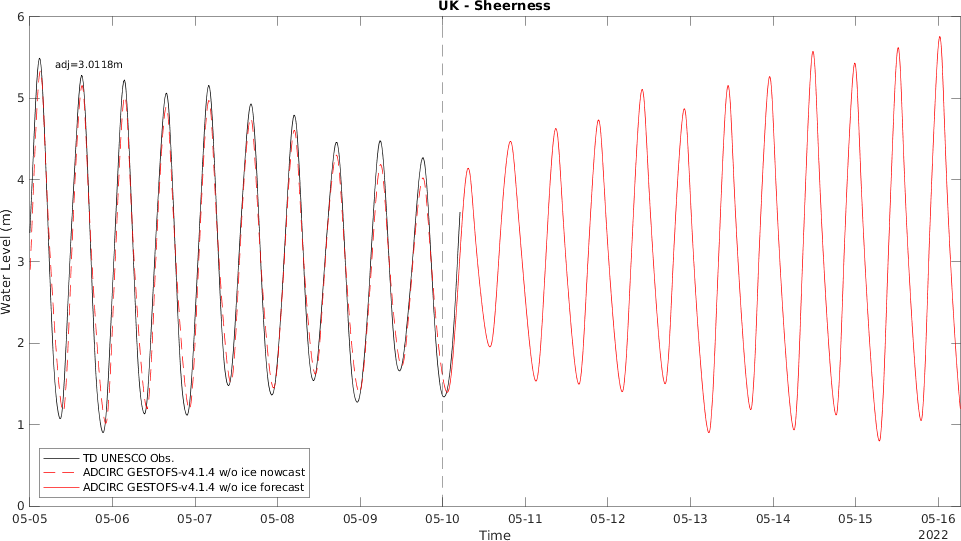 UK - Sheerness
adj=3.0118m
6
5
4
3
2
1
0
Water Level (m)
TD UNESCO Obs.
ADCIRC GESTOFS-v4.1.4 w/o ice nowcast
ADCIRC GESTOFS-v4.1.4 w/o ice forecast
05-05 05-06 05-07 05-08 05-09 05-10 05-11 05-12 05-13 05-14 05-15 05-16
Time
2022